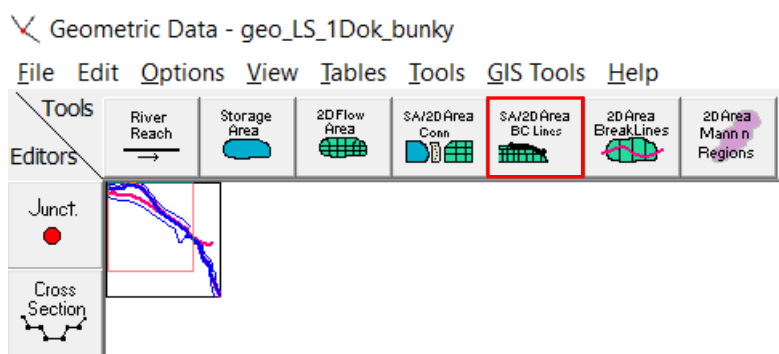 Geometric Data - geo_LS_1Dok_bunky
File Edit Options View Tables Tools GIS Tools Help
Tools
Editors
River
Reach
Storage
Area
2D Flow
Area
SA/2D Area
Conn
SA/2D Area
BC Lines
2D Area
BreakLines
2D Area
Mann n
Regions
Junct.
Cross
Section